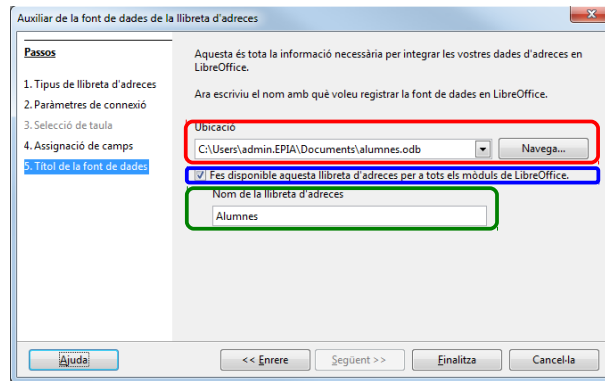 Auxiliar de la font de dades de la llibreta d'adreces
Passos
1. Tipus de llibreta d'adreces
2. Paràmetres de connexió
3. Selecció de taula
4. Assignació de camps
5. Títol de la font de dades
Aquesta és tota la informació necessària per integrar les vostres dades d'adreces en
LibreOffice.
Ara escriviu el nom amb què voleu registrar la font de dades en LibreOffice.
Ubicació
C:\Users\admin.EPIA\Documents\alumnes.odb
Navega...
Fes disponible aquesta llibreta d'adreces per a tots els mòduls de LibreOffice.
Nom de la llibreta d'adreces
Alumnes
Ajuda
<< Enrere
Següent >>
Finalitza
Cancel·la